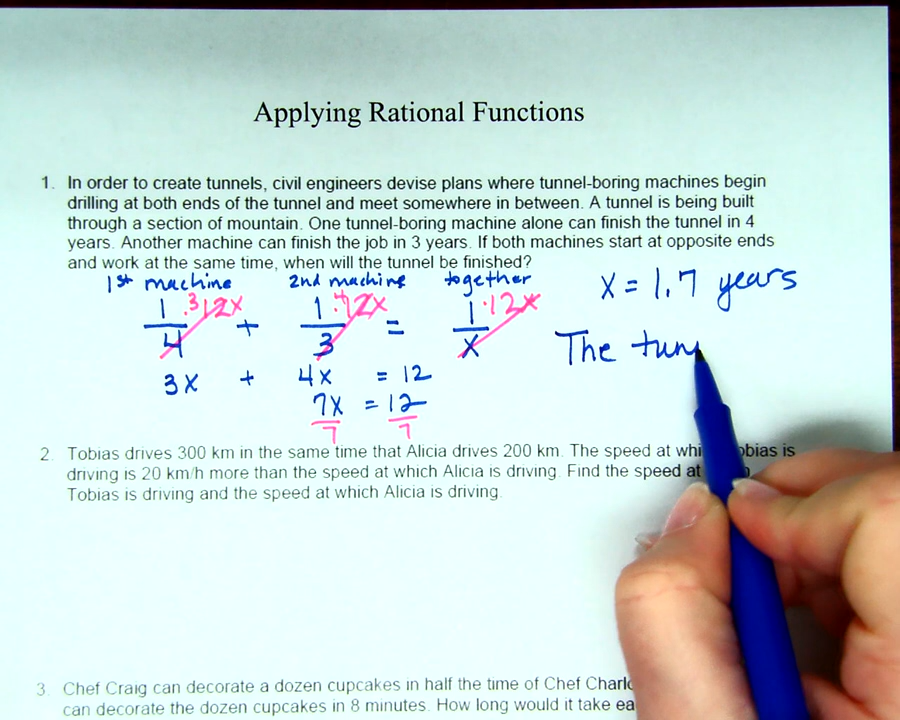 Applying Rational Functions
1. In order to create tunnels, civil engineers devise plans where tunnel-boring machines begin
drilling at both ends of the tunnel and meet somewhere in between. A tunnel is being built
through a section of mountain. One tunnel-boring machine alone can finish the tunnel in 4
years. Another machine can finish the job in 3 years. If both machines start at opposite ends
and work at the same time, when will the tunnel be finished?
1st machine 2nd machine together
1/4 ·³12x + 1/3 ·⁴12x = 1/x ·12x
3x + 4x = 12
7x = 12
7 7
x = 1.7 years
The tun
2. Tobias drives 300 km in the same time that Alicia drives 200 km. The speed at which Tobias is
driving is 20 km/h more than the speed at which Alicia is driving. Find the speed at
Tobias is driving and the speed at which Alicia is driving.
3. Chef Craig can decorate a dozen cupcakes in half the time of Chef
can decorate the dozen cupcakes in 8 minutes. How long would it take